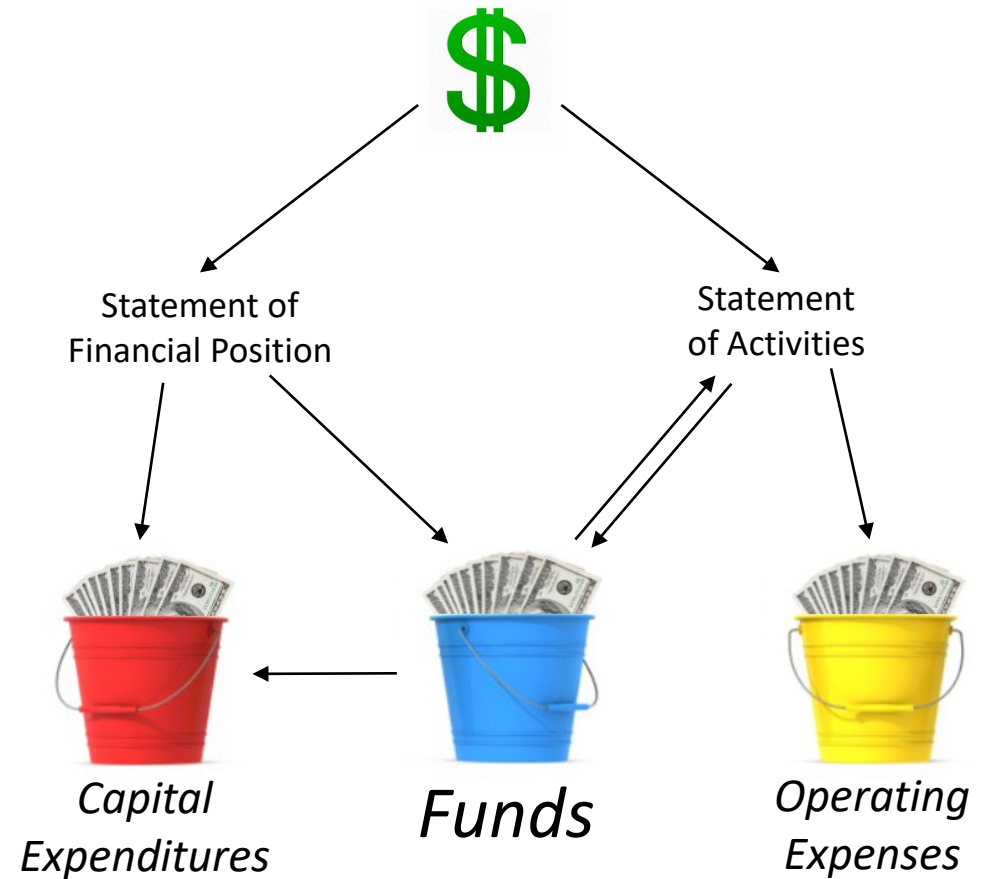 $
Statement of
Financial Position
Statement
of Activities
Capital
Expenditures
Funds
Operating
Expenses